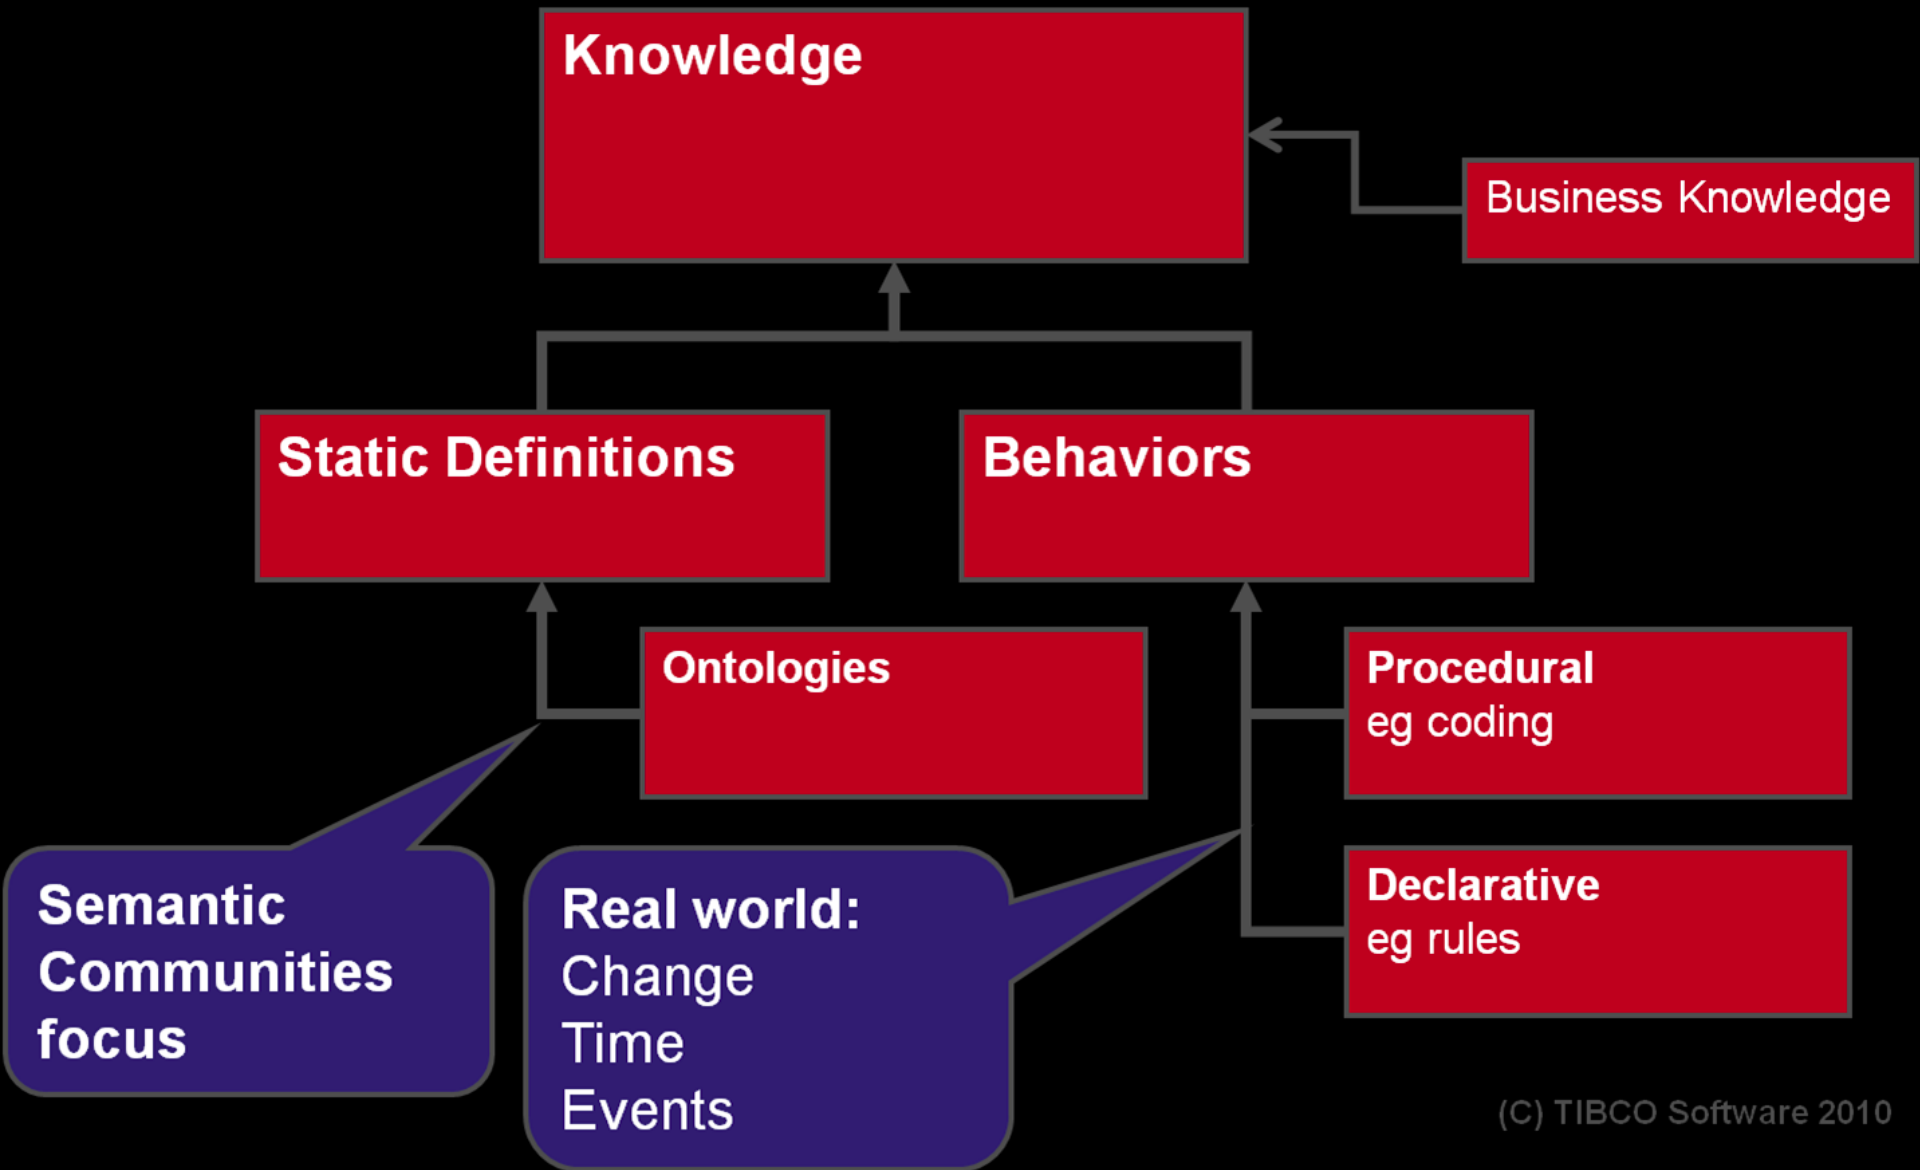 Knowledge
Business Knowledge
Static Definitions
Behaviors
Ontologies
Procedural
eg coding
Declarative
eg rules
Semantic
Communities
focus
Real world:
Change
Time
Events
(C) TIBCO Software 2010